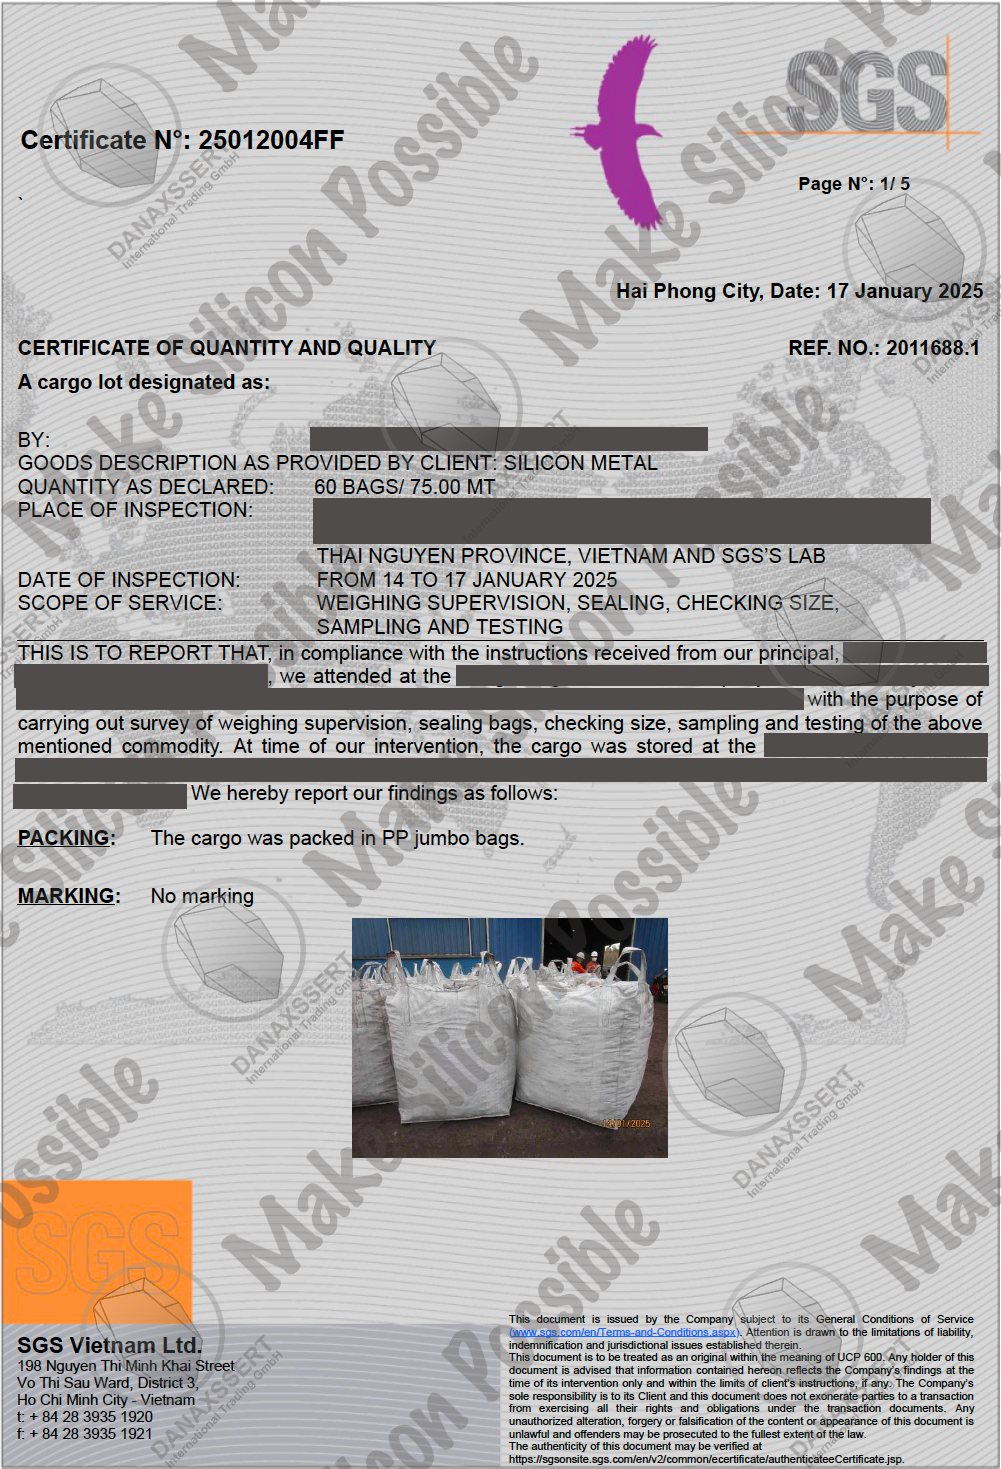 SGS
Certificate N°: 25012004FF
Page N°: 1/ 5
Hai Phong City, Date: 17 January 2025
CERTIFICATE OF QUANTITY AND QUALITY
REF. NO.: 2011688.1
A cargo lot designated as:
BY:
GOODS DESCRIPTION AS PROVIDED BY CLIENT: SILICON METAL
QUANTITY AS DECLARED: 60 BAGS/ 75.00 MT
PLACE OF INSPECTION:
THAI NGUYEN PROVINCE, VIETNAM AND SGS'S LAB
DATE OF INSPECTION: FROM 14 TO 17 JANUARY 2025
SCOPE OF SERVICE: WEIGHING SUPERVISION, SEALING, CHECKING SIZE,
SAMPLING AND TESTING
THIS IS TO REPORT THAT, in compliance with the instructions received from our principal,
, we attended at the
with the purpose of
carrying out survey of weighing supervision, sealing bags, checking size, sampling and testing of the above
mentioned commodity. At time of our intervention, the cargo was stored at the
We hereby report our findings as follows:
PACKING: The cargo was packed in PP jumbo bags.
MARKING: No marking
/01/2025
SGS
SGS Vietnam Ltd.
198 Nguyen Thi Minh Khai Street
Vo Thi Sau Ward, District 3,
Ho Chi Minh City - Vietnam
t: + 84 28 3935 1920
f: + 84 28 3935 1921
This document is issued by the Company subject to its General Conditions of Service
(www.sgs.com/en/Terms-and-Conditions.aspx). Attention is drawn to the limitations of liability,
indemnification and jurisdictional issues established therein.
This document is to be treated as an original within the meaning of UCP 600. Any holder of this
document is advised that information contained hereon reflects the Company's findings at the
time of its intervention only and within the limits of client's instructions, if any. The Company's
sole responsibility is to its Client and this document does not exonerate parties to a transaction
from exercising all their rights and obligations under the transaction documents. Any
unauthorized alteration, forgery or falsification of the content or appearance of this document is
unlawful and offenders may be prosecuted to the fullest extent of the law.
The authenticity of this document may be verified at
https://sgsonsite.sgs.com/en/v2/common/ecertificate/authenticateeCertificate.jsp.
Make Silicon Possible
DANAXSSERT
International Trading GmbH